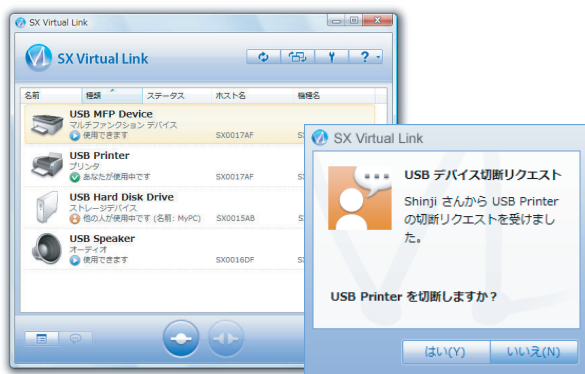 SX Virtual Link
SX Virtual Link
名前 種類 ステータス ホスト名 機種名
USB MFP Device
マルチファンクション デバイス
使用できます SX0017AF
USB Printer
プリンタ
あなたが使用中です SX0017AF
USB Hard Disk Drive
ストレージデバイス
他の人が使用中です (名前: MyPC) SX0015AB
USB Speaker
オーディオ
使用できます SX0016DF
SX Virtual Link
USB デバイス切断リクエスト
Shinji さんから USB Printer
の切断リクエストを受けまし
た。
USB Printer を切断しますか？
はい(Y) いいえ(N)